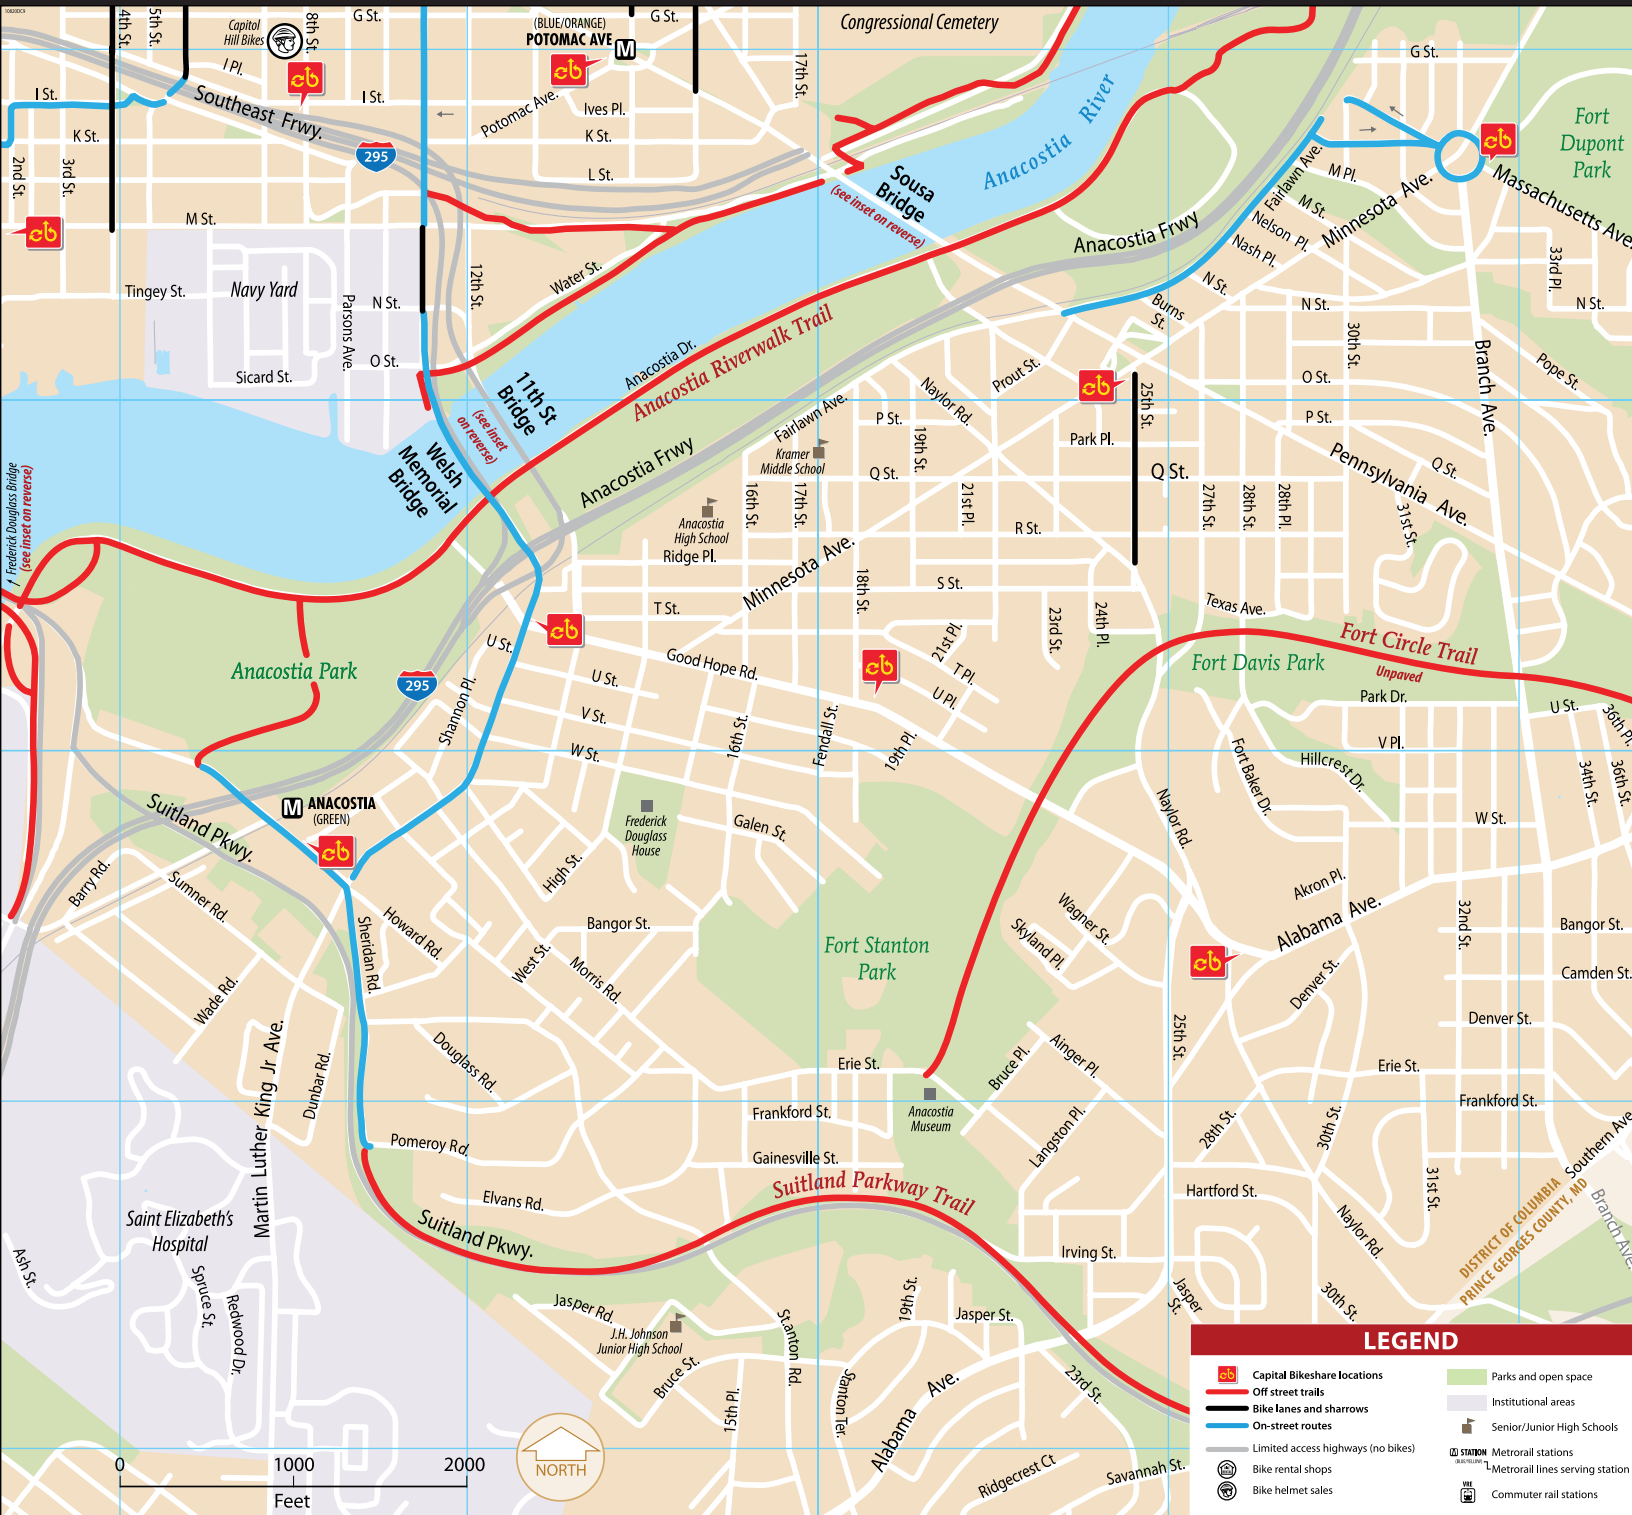 10820DC9
4th St.
5th St.
Capitol
Hill Bikes
8th St.
G St.
(BLUE/ORANGE)
POTOMAC AVE
M
G St.
17th St.
Congressional Cemetery
G St.
I Pl.
I St.
Southeast Frwy.
I St.
Potomac Ave.
Ives Pl.
K St.
K St.
L St.
295
2nd St.
3rd St.
M St.
Anacostia River
Sousa
Bridge
(see inset on reverse)
Fort
Dupont
Park
Fairlawn Ave.
M Pl.
M St.
Minnesota Ave.
Massachusetts Ave.
Nelson Pl.
Nash Pl.
Anacostia Frwy
N St.
N St.
33rd Pl.
N St.
Burns
St.
Tingey St.
Navy Yard
Parsons Ave.
N St.
12th St.
Water St.
O St.
Sicard St.
11th St
Bridge
(see inset
on reverse)
Anacostia Dr.
Anacostia Riverwalk Trail
Welsh
Memorial
Bridge
Frederick Douglass Bridge
(see inset on reverse)
Anacostia Frwy
Fairlawn Ave.
Kramer
Middle School
Naylor Rd.
Prout St.
P St.
19th St.
Q St.
Park Pl.
25th St.
Q St.
30th St.
O St.
P St.
Branch Ave.
Pope St.
Pennsylvania Ave.
Q St.
31st St.
27th St.
28th St.
28th Pl.
16th St.
17th St.
21st Pl.
R St.
Anacostia
High School
Ridge Pl.
Minnesota Ave.
18th St.
S St.
T St.
23rd St.
24th Pl.
Texas Ave.
Fort Circle Trail
Unpaved
Fort Davis Park
Park Dr.
U St.
36th Pl.
V Pl.
Hillcrest Dr.
Fort Baker Dr.
34th St.
36th St.
W St.
Anacostia Park
295
U St.
Shannon Pl.
U St.
V St.
W St.
Good Hope Rd.
16th St.
Fendall St.
19th Pl.
21st Pl.
T Pl.
U Pl.
Naylor Rd.
M
ANACOSTIA
(GREEN)
Suitland Pkwy.
Frederick
Douglass
House
Galen St.
High St.
Barry Rd.
Sumner Rd.
Sheridan Rd.
Howard Rd.
Bangor St.
West St.
Morris Rd.
Wade Rd.
Fort Stanton
Park
Wagner St.
Skyland Pl.
Akron Pl.
Alabama Ave.
32nd St.
Bangor St.
Camden St.
Denver St.
Denver St.
25th St.
Martin Luther King Jr Ave.
Dunbar Rd.
Douglass Rd.
Erie St.
Bruce Pl.
Ainger Pl.
Erie St.
Frankford St.
Anacostia
Museum
Frankford St.
Langston Pl.
28th St.
30th St.
Southern Ave.
Pomeroy Rd.
Gainesville St.
Suitland Parkway Trail
Elvans Rd.
Suitland Pkwy.
Hartford St.
31st St.
Naylor Rd.
DISTRICT OF COLUMBIA
PRINCE GEORGES COUNTY, MD
Branch Ave.
Saint Elizabeth's
Hospital
Ash St.
Spruce St.
Redwood Dr.
Irving St.
Jasper
St.
30th St.
Jasper Rd.
J.H. Johnson
Junior High School
Bruce St.
Stanton Rd.
15th Pl.
Stanton Ter.
19th St.
Jasper St.
Alabama Ave.
23rd St.
Ridgecrest Ct
Savannah St.
0
1000
2000
Feet
NORTH
LEGEND
Capital Bikeshare locations
Off street trails
Bike lanes and sharrows
On-street routes
Limited access highways (no bikes)
Bike rental shops
Bike helmet sales
Parks and open space
Institutional areas
Senior/Junior High Schools
STATION
(BLUE/YELLOW)
Metrorail stations
Metrorail lines serving station
VRE
Commuter rail stations